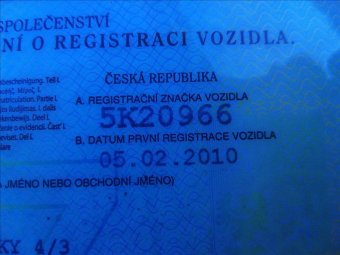 SPOLEČENSTVÍ
NÍ O REGISTRACI VOZIDLA.
ČESKÁ REPUBLIKA
A. REGISTRAČNÍ ZNAČKA VOZIDLA
5K20966
B. DATUM PRVNÍ REGISTRACE VOZIDLA
05.02.2010
JMÉNO NEBO OBCHODNÍ JMÉNO)
KY 4/3